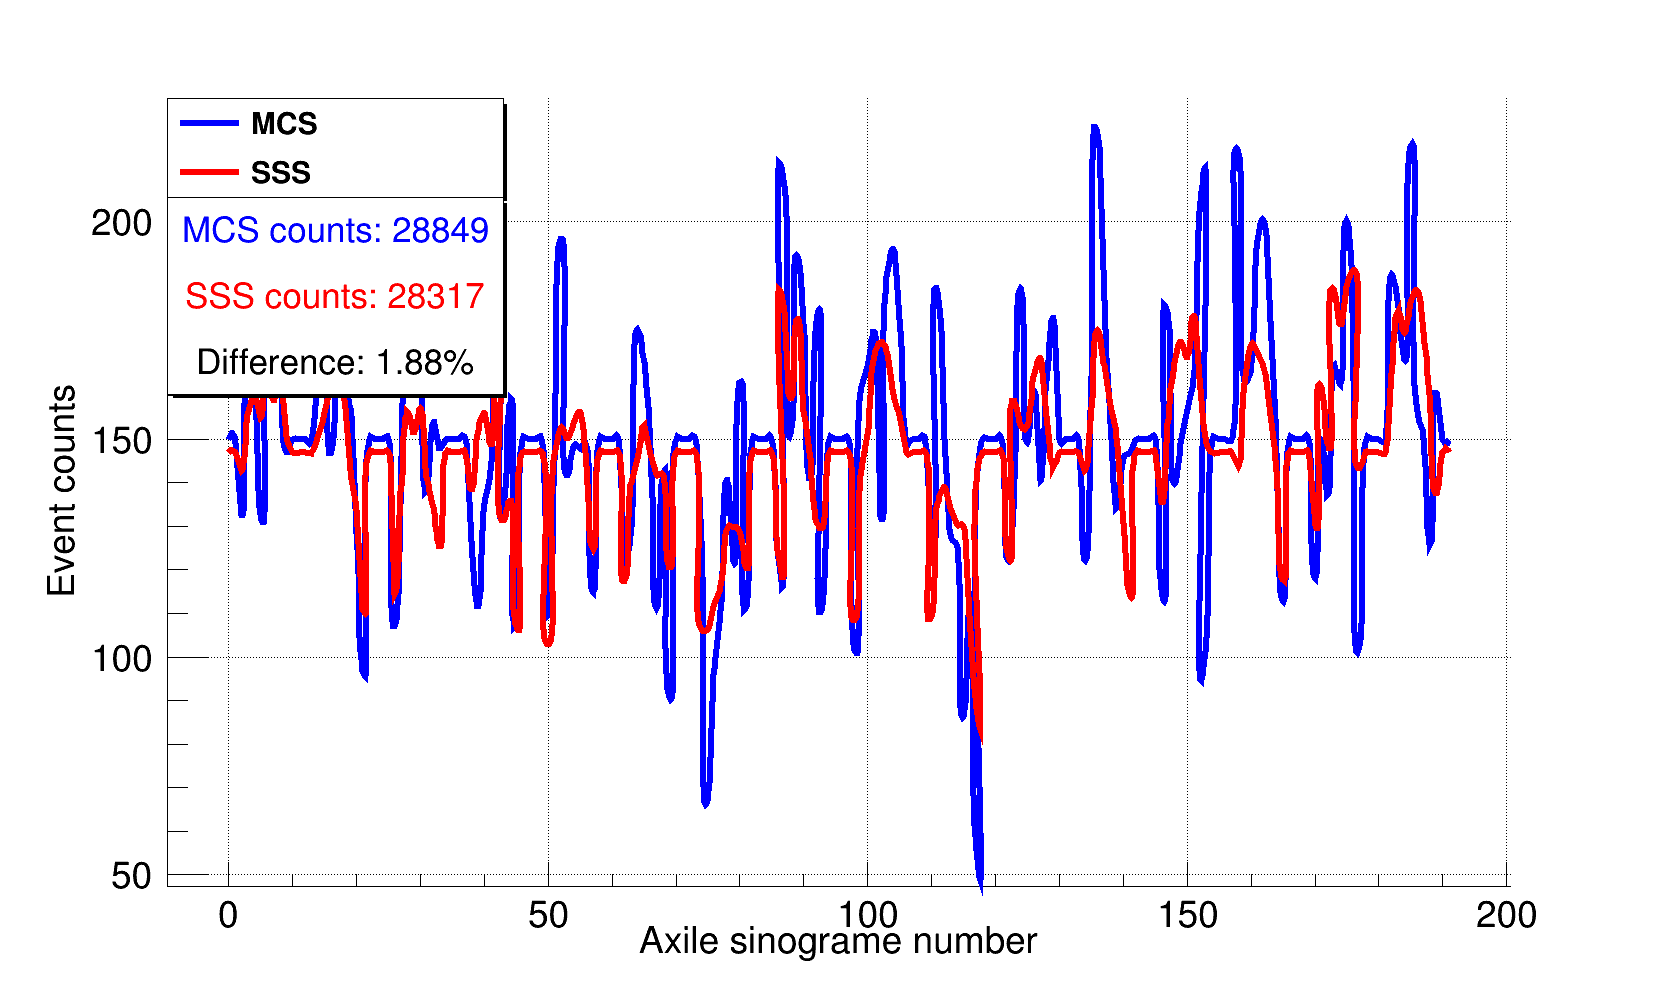 MCS
SSS
MCS counts: 28849
SSS counts: 28317
Difference: 1.88%
200
150
100
50
Event counts
0 50 100 150 200
Axile sinograme number